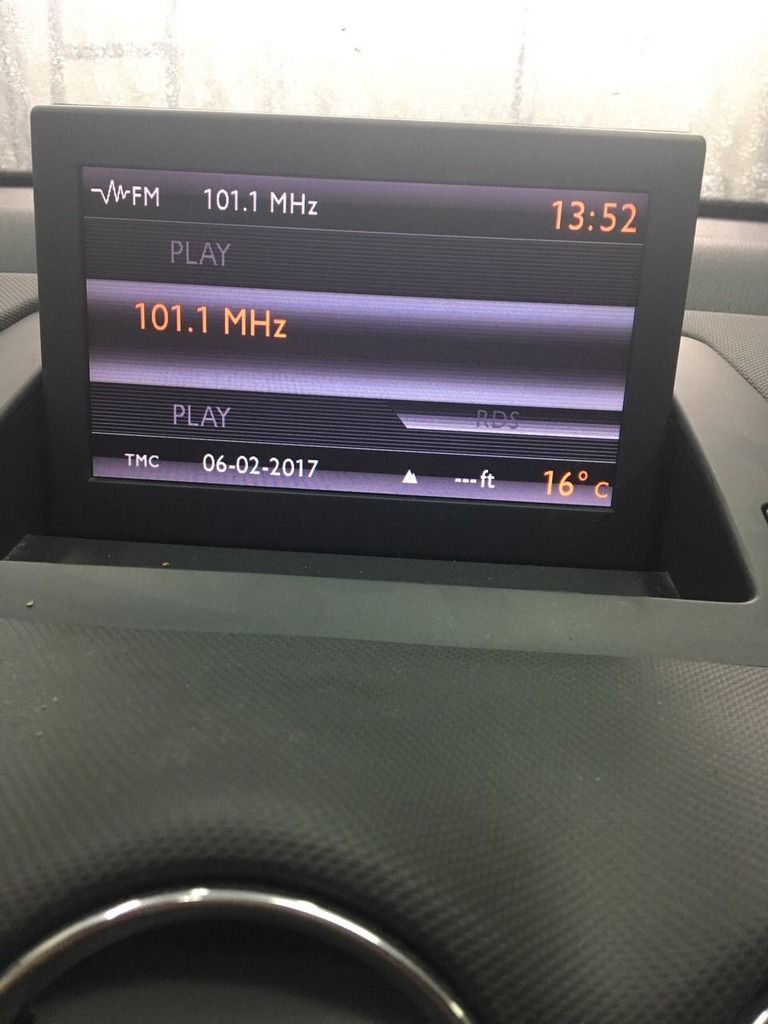 FM 101.1 MHz 13:52
PLAY
101.1 MHz
PLAY RDS
TMC 06-02-2017 ---ft 16° C